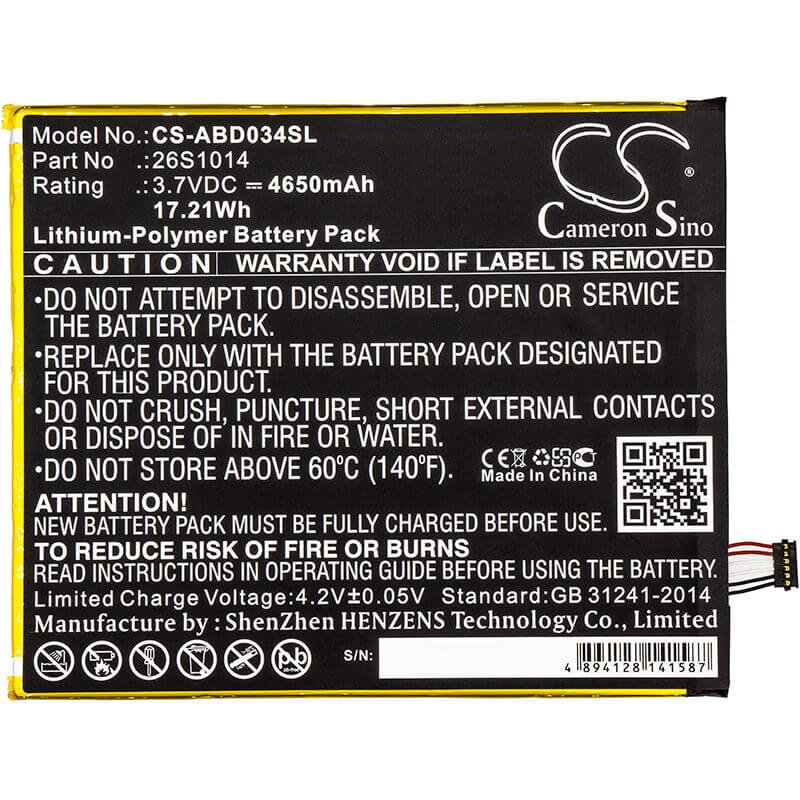 Model No.: CS-ABD034SL
Part No : 26S1014
Rating : 3.7VDC ⎓ 4650mAh
17.21Wh
Lithium-Polymer Battery Pack
CS
®
Cameron Sino
CAUTION WARRANTY VOID IF LABEL IS REMOVED
•DO NOT ATTEMPT TO DISASSEMBLE, OPEN OR SERVICE
THE BATTERY PACK.
•REPLACE ONLY WITH THE BATTERY PACK DESIGNATED
FOR THIS PRODUCT.
•DO NOT CRUSH, PUNCTURE, SHORT EXTERNAL CONTACTS
OR DISPOSED OF IN FIRE OR WATER.
•DO NOT STORE ABOVE 60°C (140°F).
CE
Made In China
ATTENTION!
NEW BATTERY PACK MUST BE FULLY CHARGED BEFORE FIRST USE.
TO REDUCE RISK OF FIRE OR BURNS
READ INSTRUCTIONS IN OPERATING GUIDE BEFORE USING BATTERY
Limited Charge Voltage:4.2V±0.05V Standard:GB 31241-2014
Manufacture by : ShenZhen HENZENS Technology Co.,Ltd.
Pb
S/N:
4 894128 141587